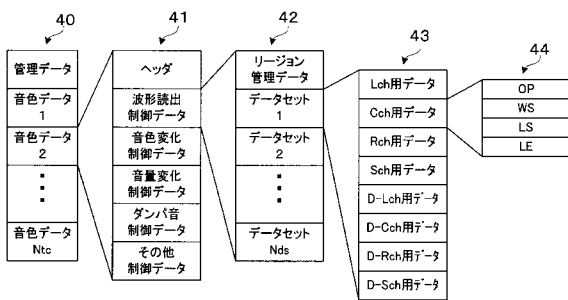 40
管理データ
音色データ
1
音色データ
2
音色データ
Ntc
41
ヘッダ
波形読出
制御データ
音色変化
制御データ
音量変化
制御データ
ダンパ音
制御データ
その他
制御データ
42
リージョン
管理データ
データセット
1
データセット
2
データセット
Nds
43
Lch用データ
Cch用データ
Rch用データ
Sch用データ
D-Lch用データ
D-Cch用データ
D-Rch用データ
D-Sch用データ
44
OP
WS
LS
LE